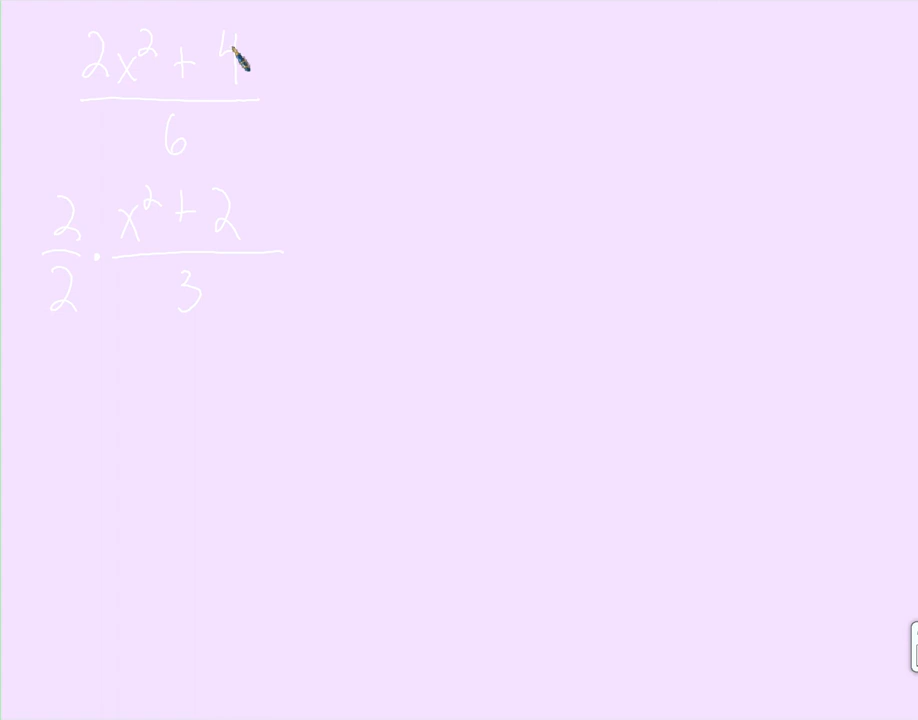 2x² + 4
6
2/2 · x² + 2
3